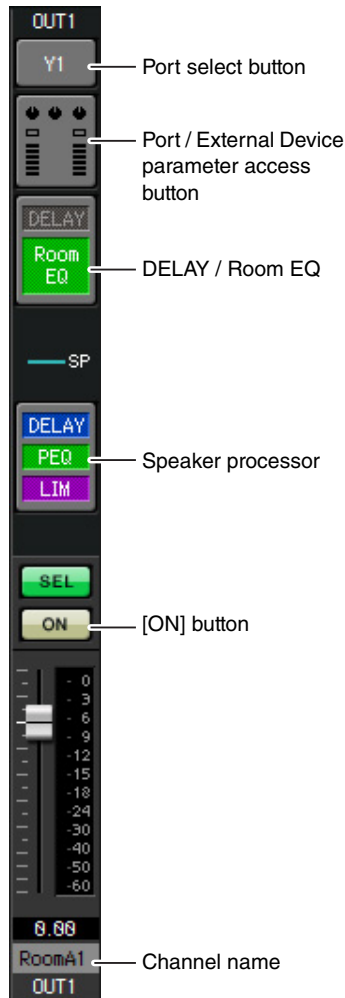 OUT1
Y1
Port select button
Port / External Device
parameter access
button
DELAY
Room
EQ
DELAY / Room EQ
SP
DELAY
PEQ
LIM
Speaker processor
SEL
ON
[ON] button
- 0
- 3
- 6
- 9
-12
-15
-18
-24
-30
-40
-50
-60
0.00
RoomA1
Channel name
OUT1